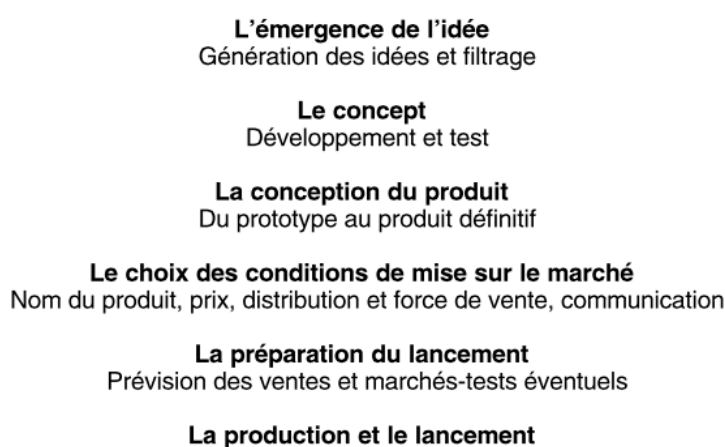 L'émergence de l'idée
Génération des idées et filtrage
Le concept
Développement et test
La conception du produit
Du prototype au produit définitif
Le choix des conditions de mise sur le marché
Nom du produit, prix, distribution et force de vente, communication
La préparation du lancement
Prévision des ventes et marchés-tests éventuels
La production et le lancement